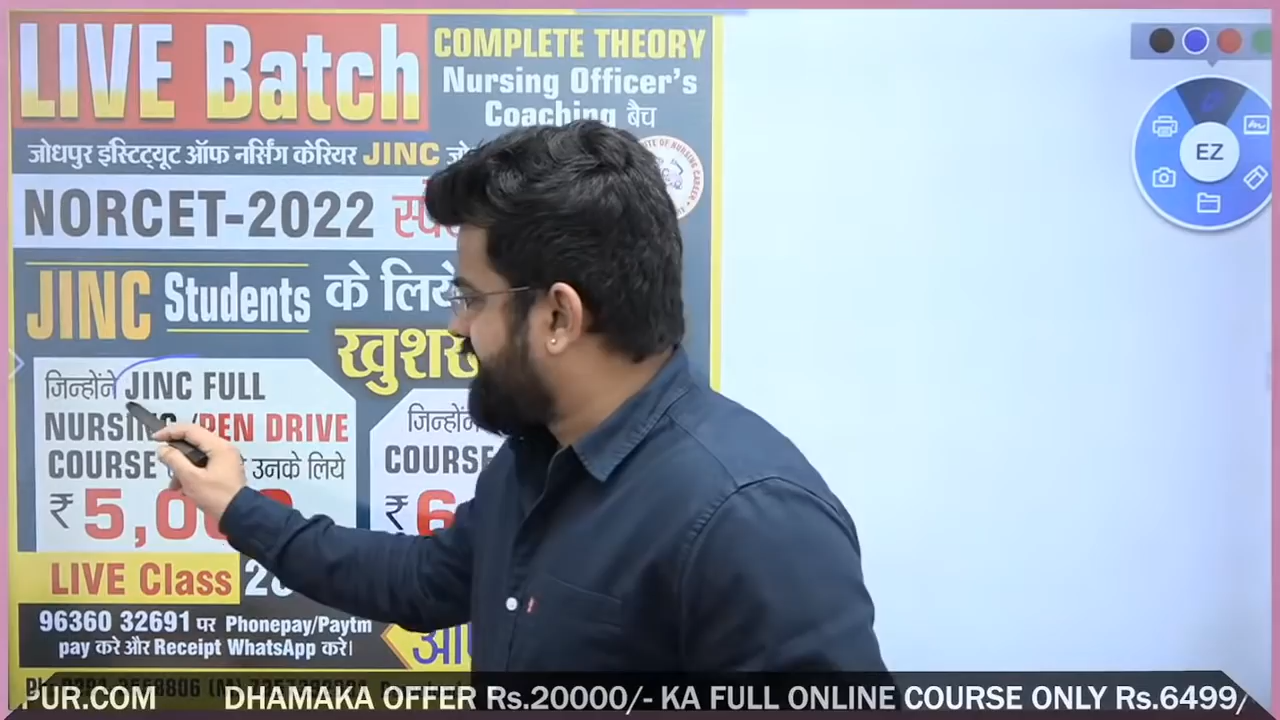 LIVE Batch
COMPLETE THEORY
Nursing Officer's
Coaching बैच
जोधपुर इंस्टिट्यूट ऑफ नर्सिंग केरियर JINC
NORCET-2022
JINC Students के लिये
जिन्होंने JINC FULL
PEN DRIVE
COURSE उनके लिये
₹
LIVE Class
जिन्होंने
COURSE
₹ 6
96360 32691 पर Phonepay/Paytm
pay करे और Receipt WhatsApp करे।
EZ
PUR.COM DHAMAKA OFFER Rs.20000/- KA FULL ONLINE COURSE ONLY Rs.6499/